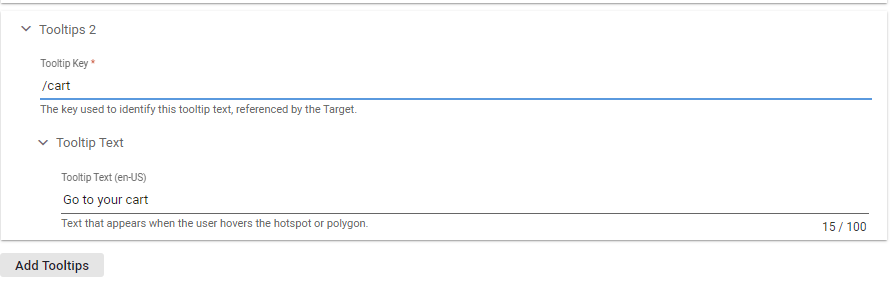 Tooltips 2
Tooltip Key *
/cart
The key used to identify this tooltip text, referenced by the Target.
Tooltip Text
Tooltip Text (en-US)
Go to your cart
Text that appears when the user hovers the hotspot or polygon.
15 / 100
Add Tooltips